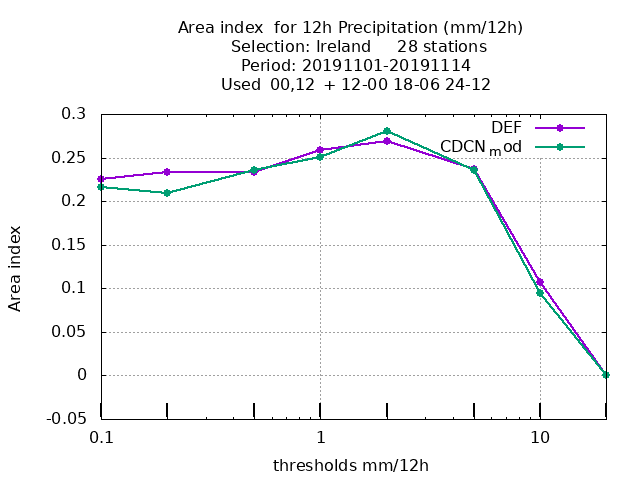 Area index  for 12h Precipitation (mm/12h)
Selection: Ireland     28 stations
Period: 20191101-20191114
Used  00,12  + 12-00 18-06 24-12
DEF
CDCN_mod
0.3
0.25
0.2
0.15
0.1
0.05
0
-0.05
Area index
0.1 1 10
thresholds mm/12h